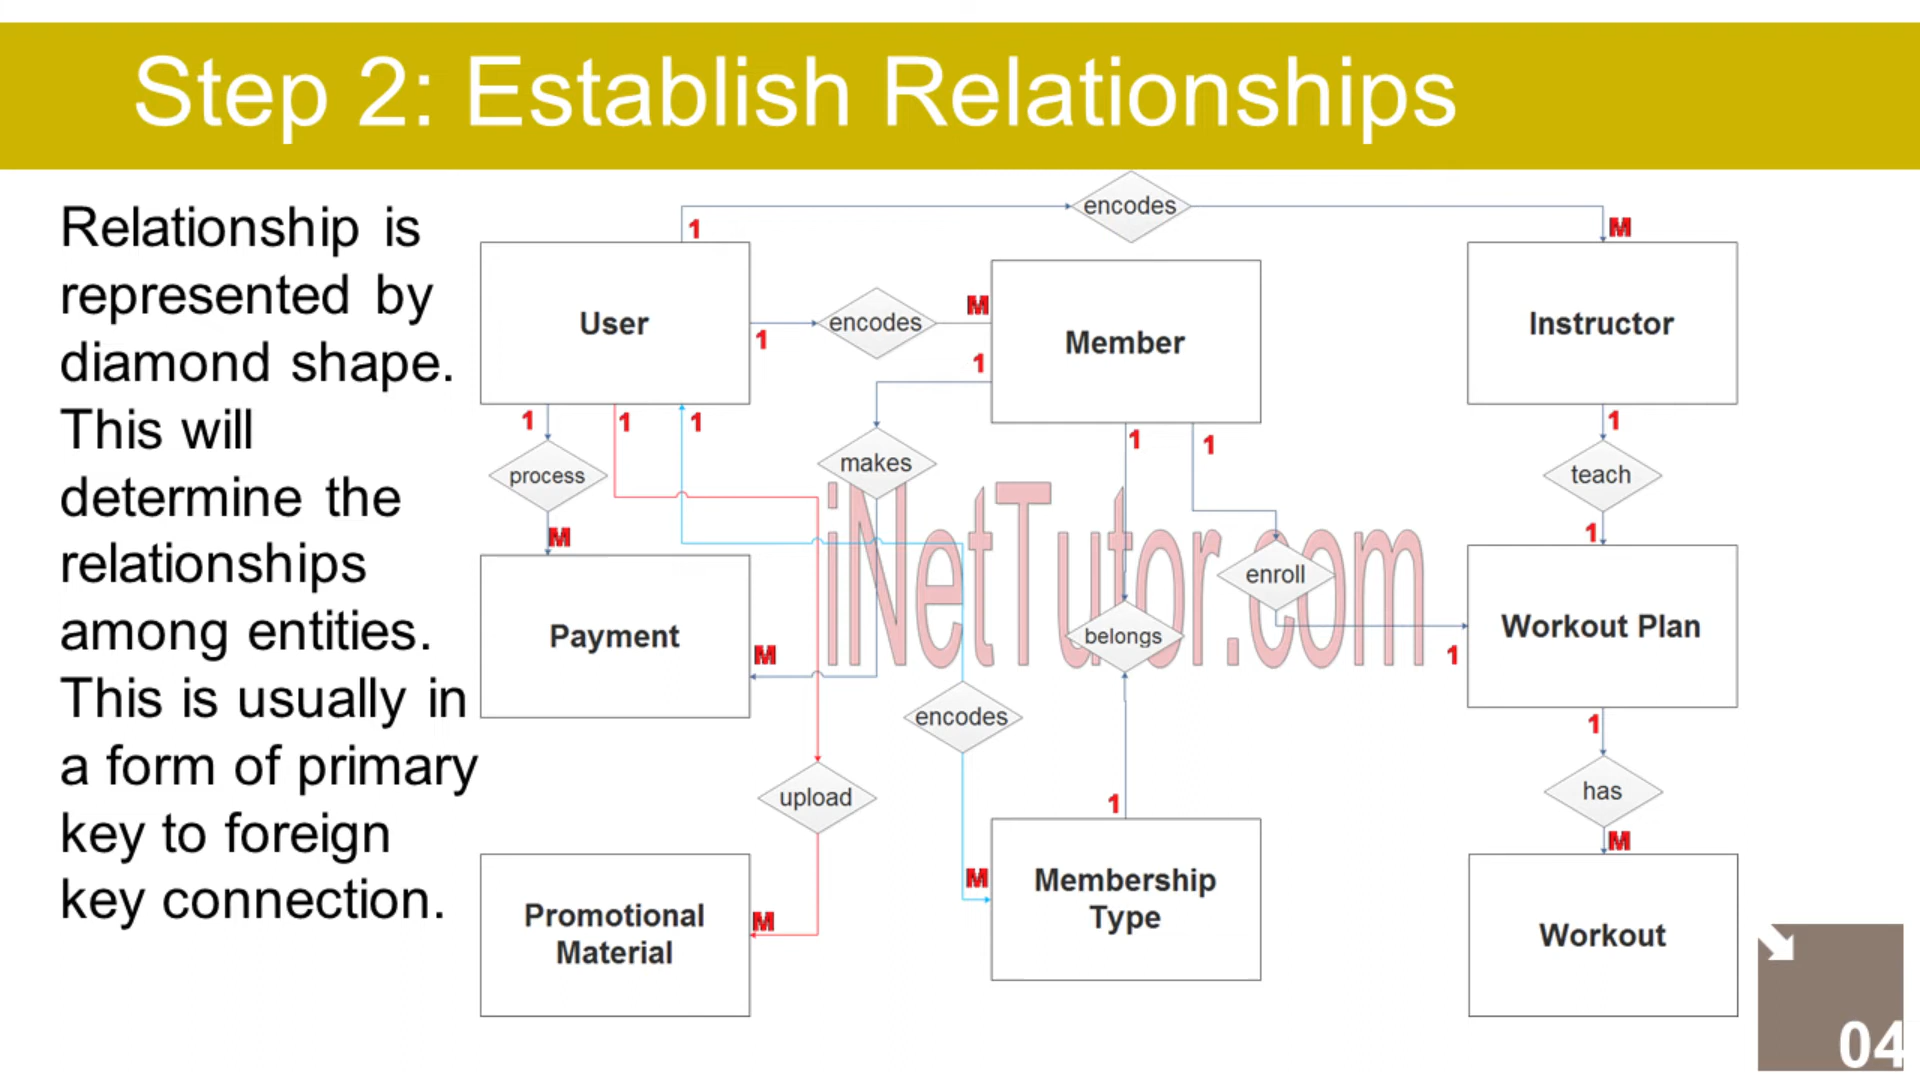 Step 2: Establish Relationships
Relationship is
represented by
diamond shape.
This will
determine the
relationships
among entities.
This is usually in
a form of primary
key to foreign
key connection.
encodes
1
M
User
encodes
M
Member
Instructor
1
1
1
1
1
1
1
1
process
makes
teach
M
1
enroll
Payment
M
belongs
Workout Plan
1
iNetTutor.com
encodes
1
upload
1
has
M
M
Membership
Type
Promotional
Material
M
Workout
04